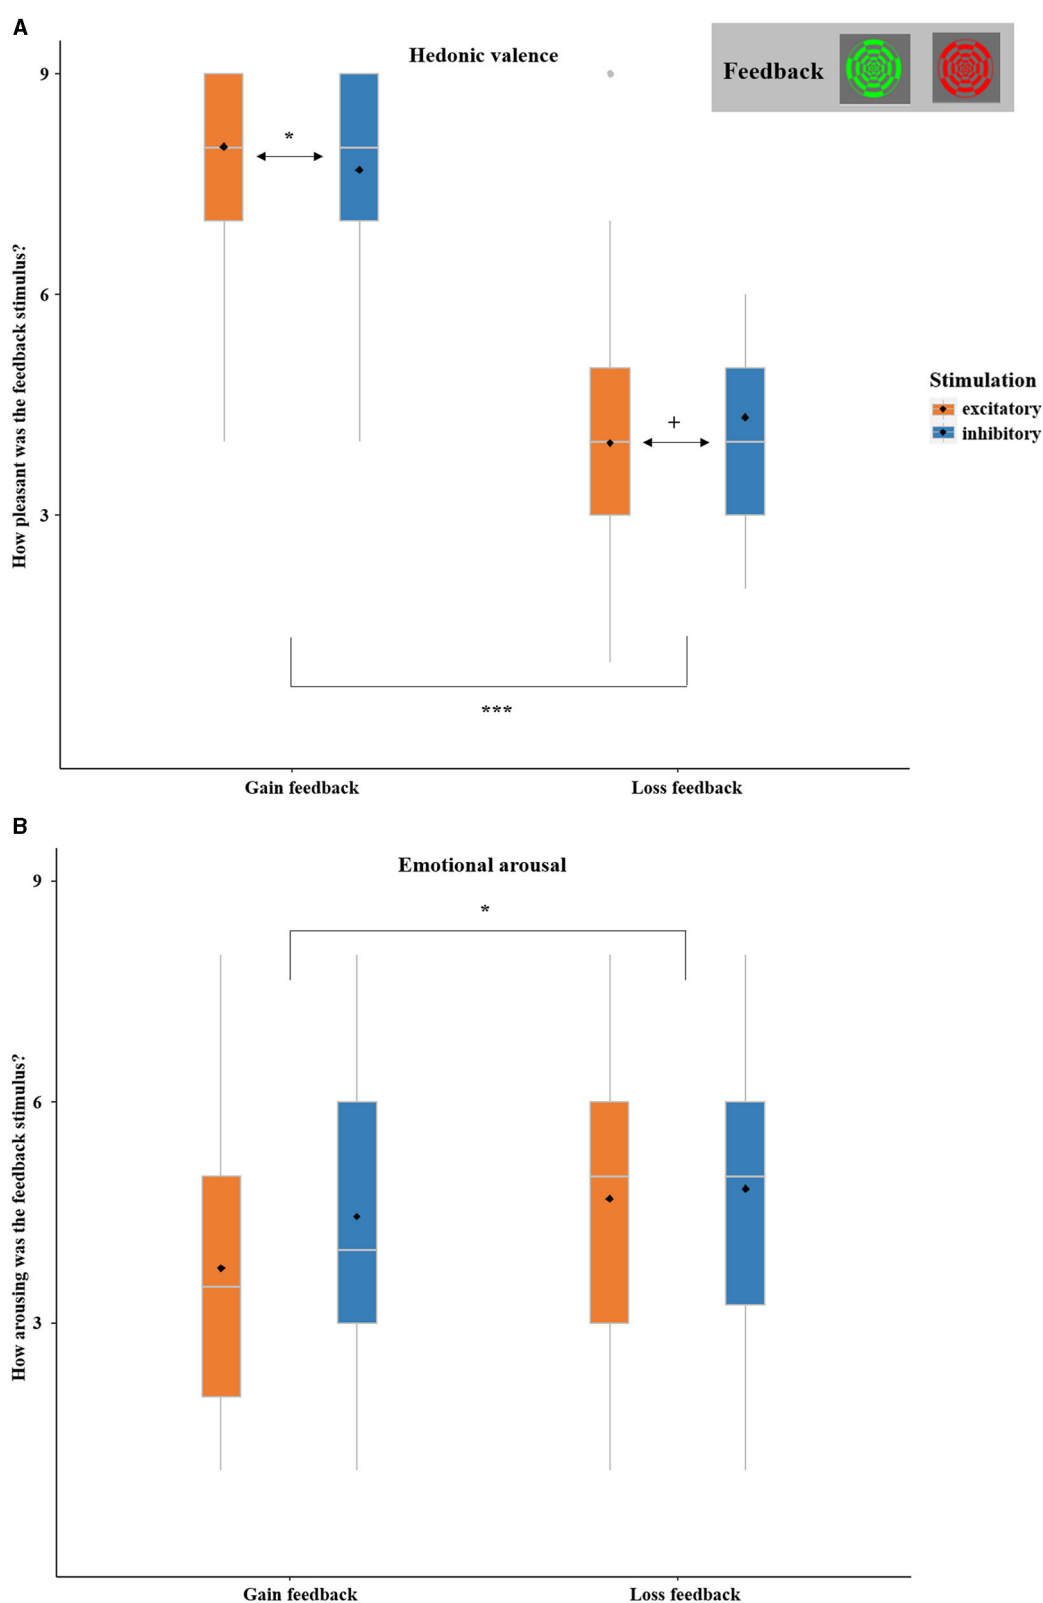 A
Hedonic valence
Feedback
How pleasant was the feedback stimulus?
9
6
3
*
+
***
Gain feedback
Loss feedback
Stimulation
excitatory
inhibitory
B
Emotional arousal
How arousing was the feedback stimulus?
9
6
3
*
Gain feedback
Loss feedback